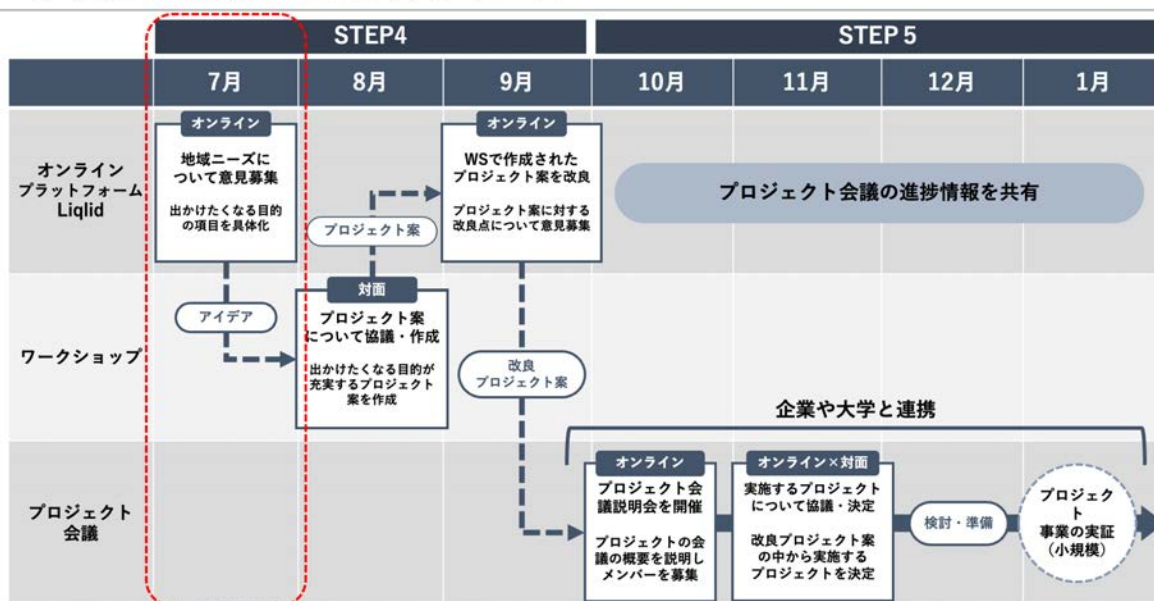 STEP4
STEP5
7月
8月
9月
10月
11月
12月
1月
オンライン
プラットフォーム
Liqlid
オンライン
地域ニーズに
ついて意見募集
出かけたくなる目的
の項目を具体化
プロジェクト案
オンライン
WSで作成された
プロジェクト案を改良
プロジェクト案に対する
改良点について意見募集
プロジェクト会議の進捗情報を共有
ワークショップ
アイデア
対面
プロジェクト案
について協議・作成
出かけたくなる目的が
充実するプロジェクト
案を作成
改良
プロジェクト案
企業や大学と連携
プロジェクト
会議
オンライン
プロジェクト会
議説明会を開催
プロジェクトの会
議の概要を説明し
メンバーを募集
オンライン×対面
実施するプロジェクト
について協議・決定
改良プロジェクト案
の中から実施する
プロジェクトを決定
検討・準備
プロジェク
ト
事業の実証
（小規模）